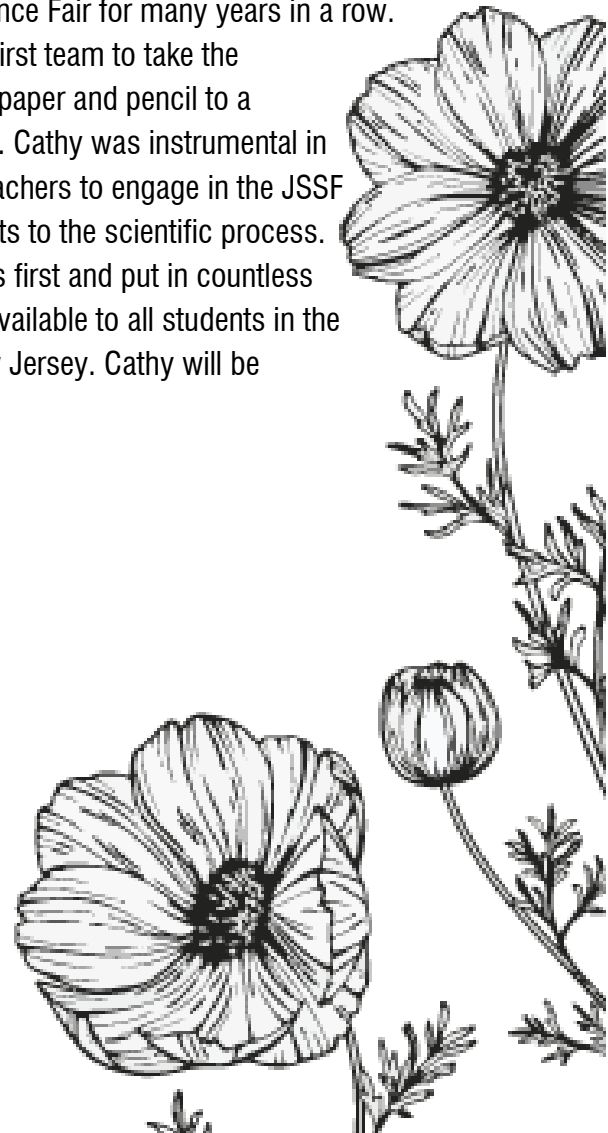 nce Fair for many years in a row.
irst team to take the
paper and pencil to a
. Cathy was instrumental in
achers to engage in the JSSF
ts to the scientific process.
s first and put in countless
vailable to all students in the
Jersey. Cathy will be